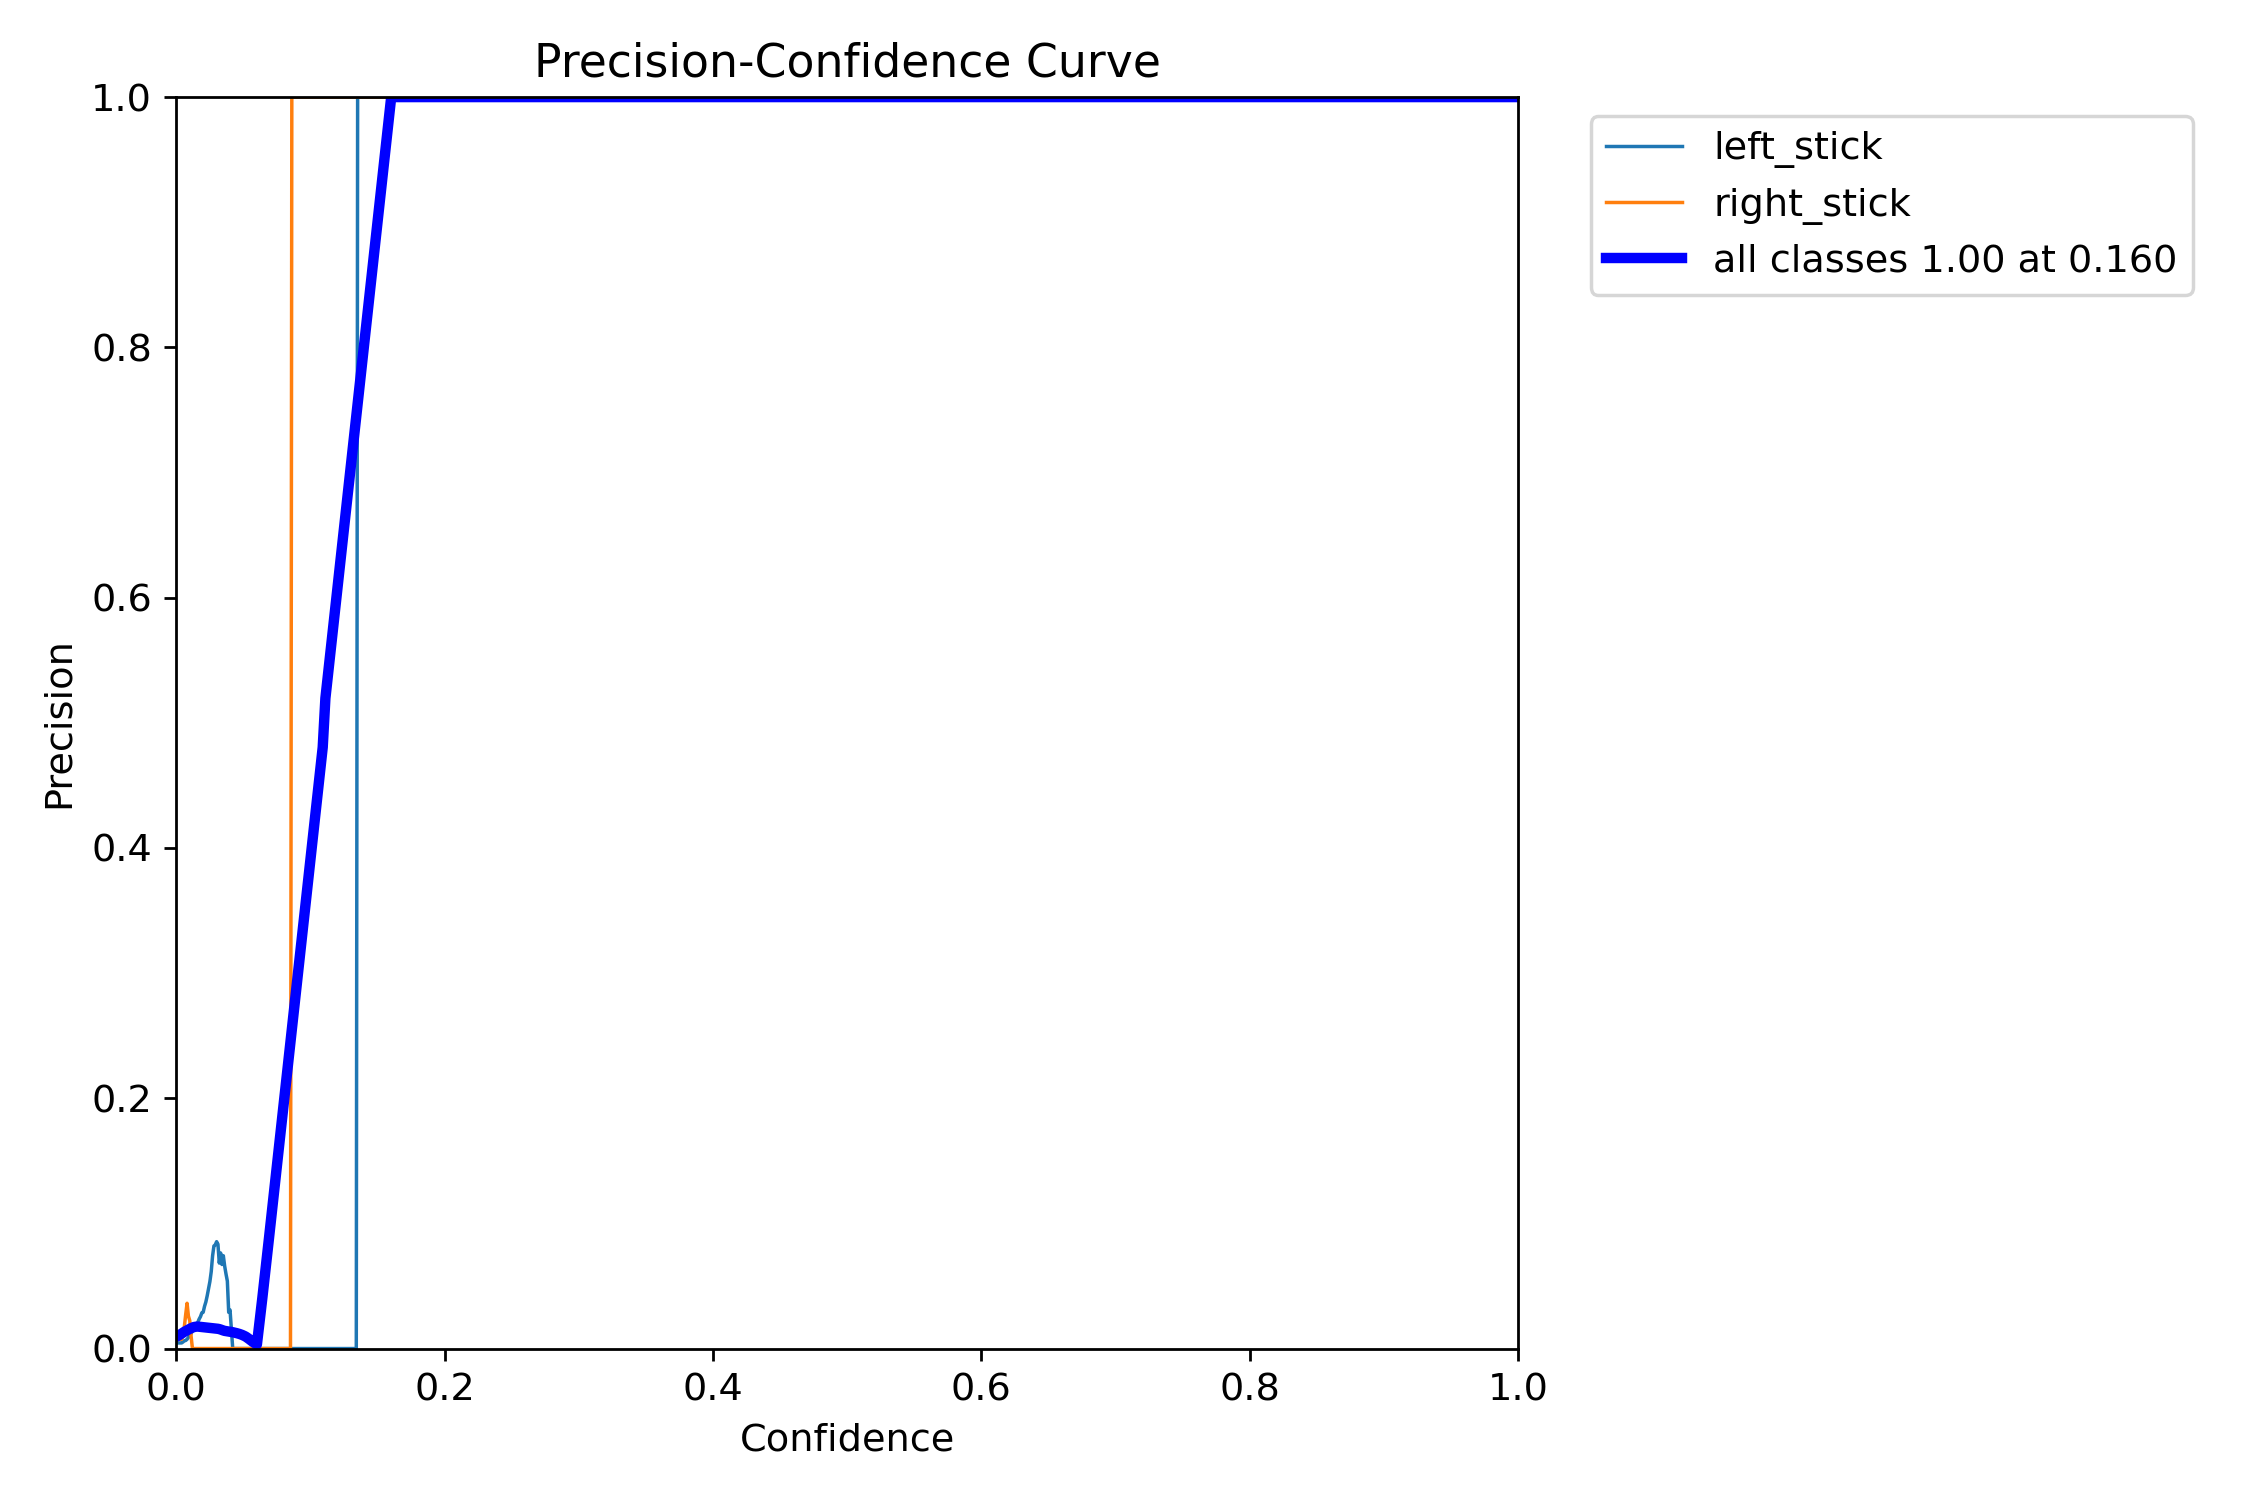 Precision-Confidence Curve
1.0
0.8
0.6
0.4
0.2
0.0
Precision
0.0 0.2 0.4 0.6 0.8 1.0
Confidence
left_stick
right_stick
all classes 1.00 at 0.160